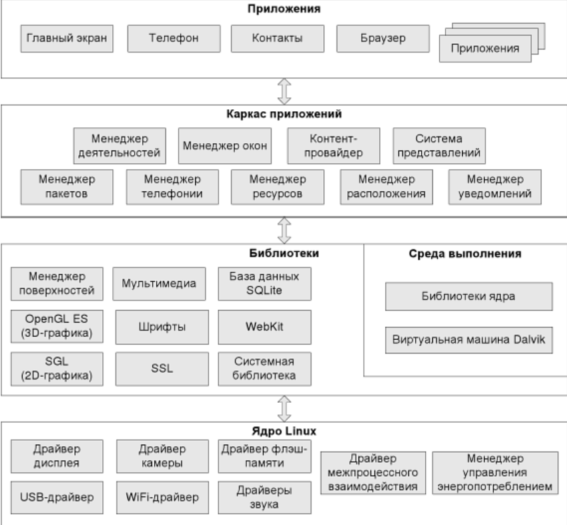 Приложения
Главный экран
Телефон
Контакты
Браузер
Приложения
Каркас приложений
Менеджер
деятельностей
Менеджер окон
Контент-
провайдер
Система
представлений
Менеджер
пакетов
Менеджер
телефонии
Менеджер
ресурсов
Менеджер
расположения
Менеджер
уведомлений
Библиотеки
Менеджер
поверхностей
Мультимедиа
База данных
SQLite
OpenGL ES
(3D-графика)
Шрифты
WebKit
SGL
(2D-графика)
SSL
Системная
библиотека
Среда выполнения
Библиотеки ядра
Виртуальная машина Dalvik
Ядро Linux
Драйвер
дисплея
Драйвер
камеры
Драйвер флэш-
памяти
Драйвер
межпроцессного
взаимодействия
Менеджер
управления
энергопотреблением
USB-драйвер
WiFi-драйвер
Драйверы
звука